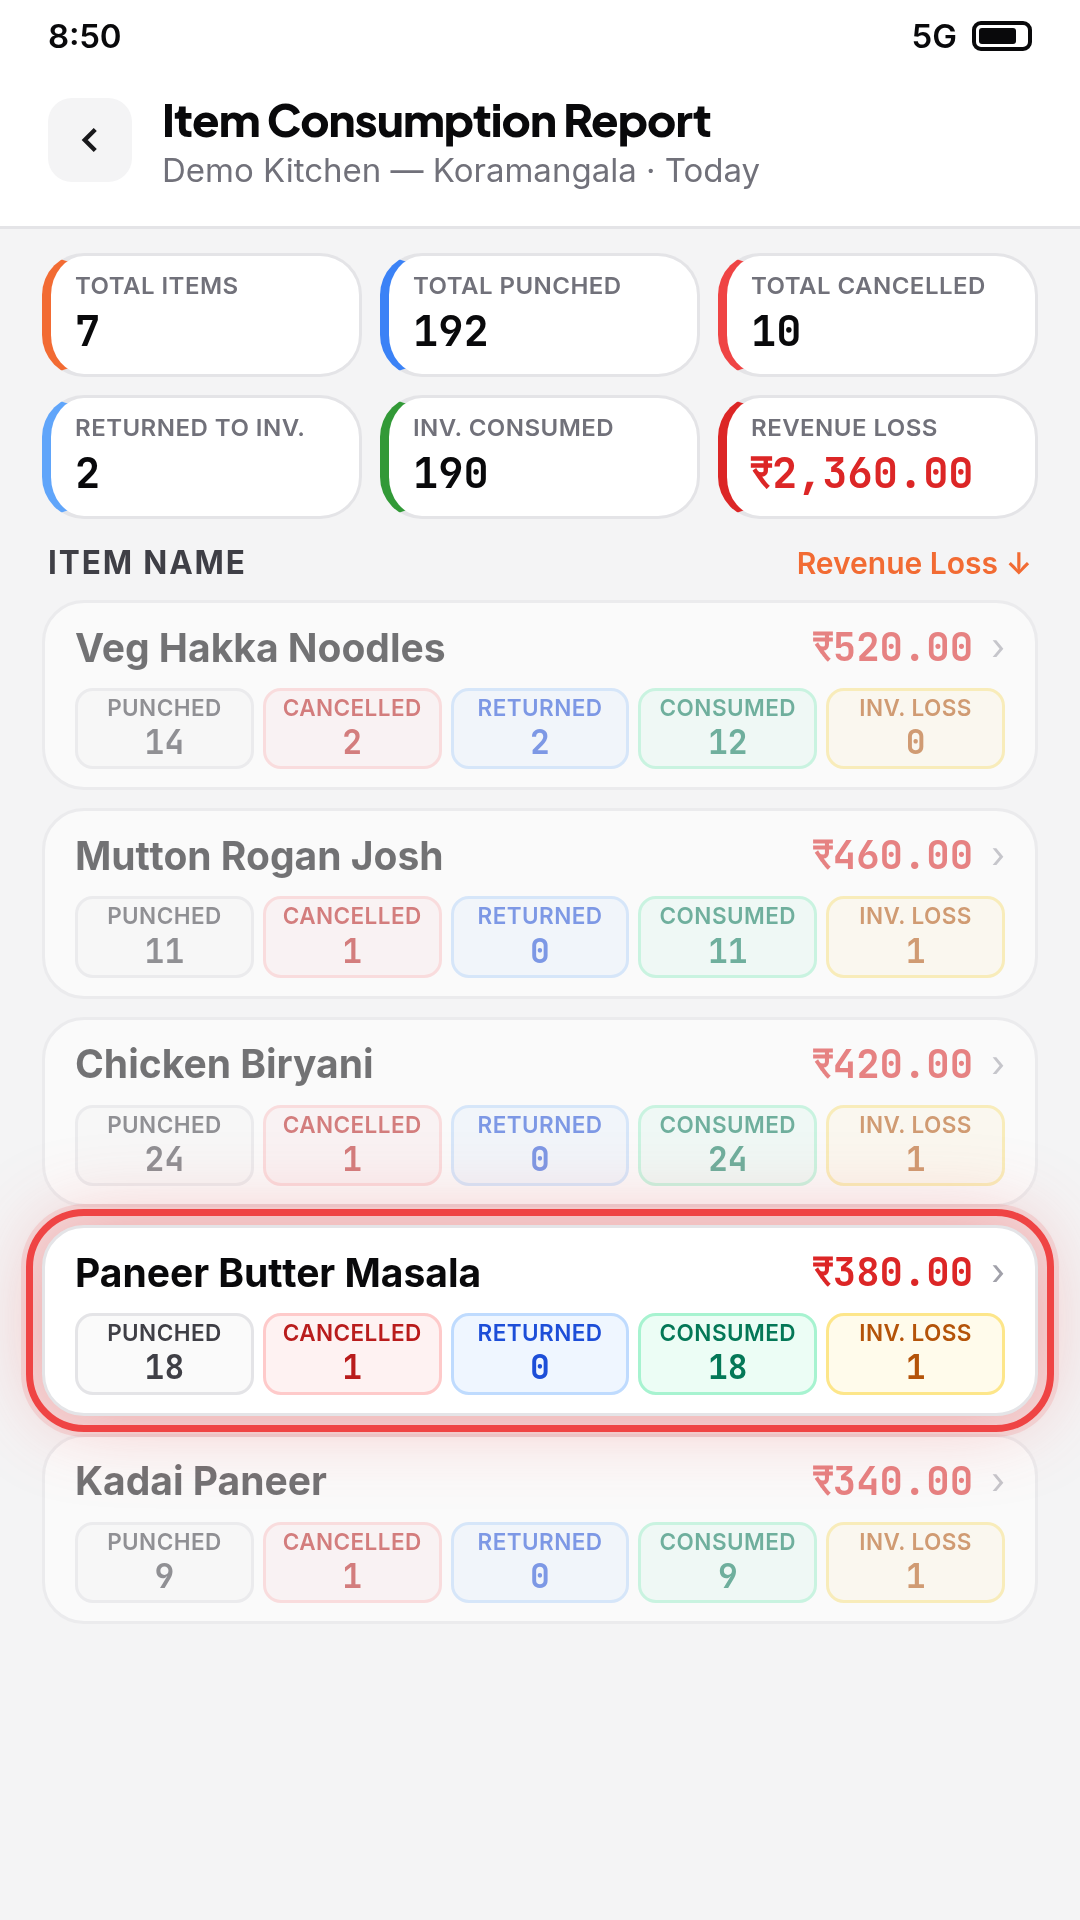 8:50 5G
Item Consumption Report
Demo Kitchen — Koramangala · Today
TOTAL ITEMS TOTAL PUNCHED TOTAL CANCELLED
7 192 10
RETURNED TO INV. INV. CONSUMED REVENUE LOSS
2 190 ₹2,360.00
ITEM NAME Revenue Loss ↓
Veg Hakka Noodles ₹520.00 ›
PUNCHED CANCELLED RETURNED CONSUMED INV. LOSS
14 2 2 12 0
Mutton Rogan Josh ₹460.00 ›
PUNCHED CANCELLED RETURNED CONSUMED INV. LOSS
11 1 0 11 1
Chicken Biryani ₹420.00 ›
PUNCHED CANCELLED RETURNED CONSUMED INV. LOSS
24 1 0 24 1
Paneer Butter Masala ₹380.00 ›
PUNCHED CANCELLED RETURNED CONSUMED INV. LOSS
18 1 0 18 1
Kadai Paneer ₹340.00 ›
PUNCHED CANCELLED RETURNED CONSUMED INV. LOSS
9 1 0 9 1